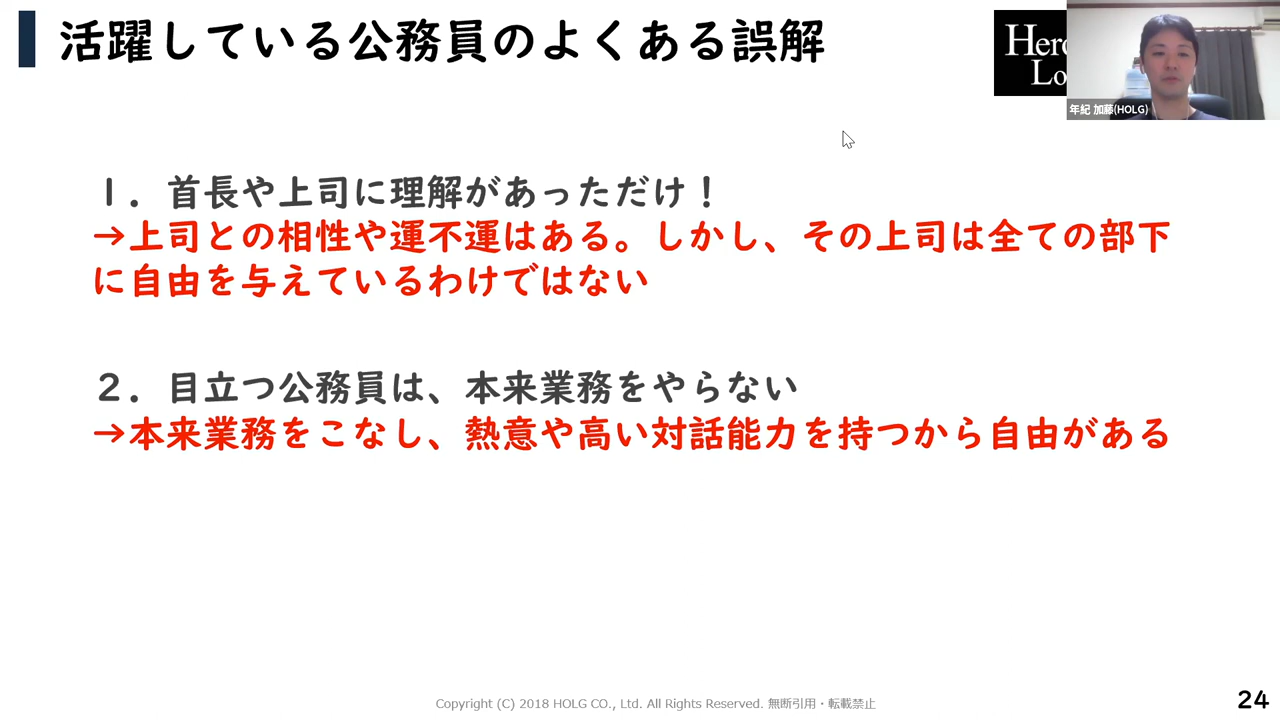 活躍している公務員のよくある誤解
Lo
年紀 加藤(HOLG)
１．首長や上司に理解があっただけ！
→上司との相性や運不運はある。しかし、その上司は全ての部下
に自由を与えているわけではない
２．目立つ公務員は、本来業務をやらない
→本来業務をこなし、熱意や高い対話能力を持つから自由がある
Copyright (C) 2018 HOLG CO., Ltd. All Rights Reserved. 無断引用・転載禁止
24